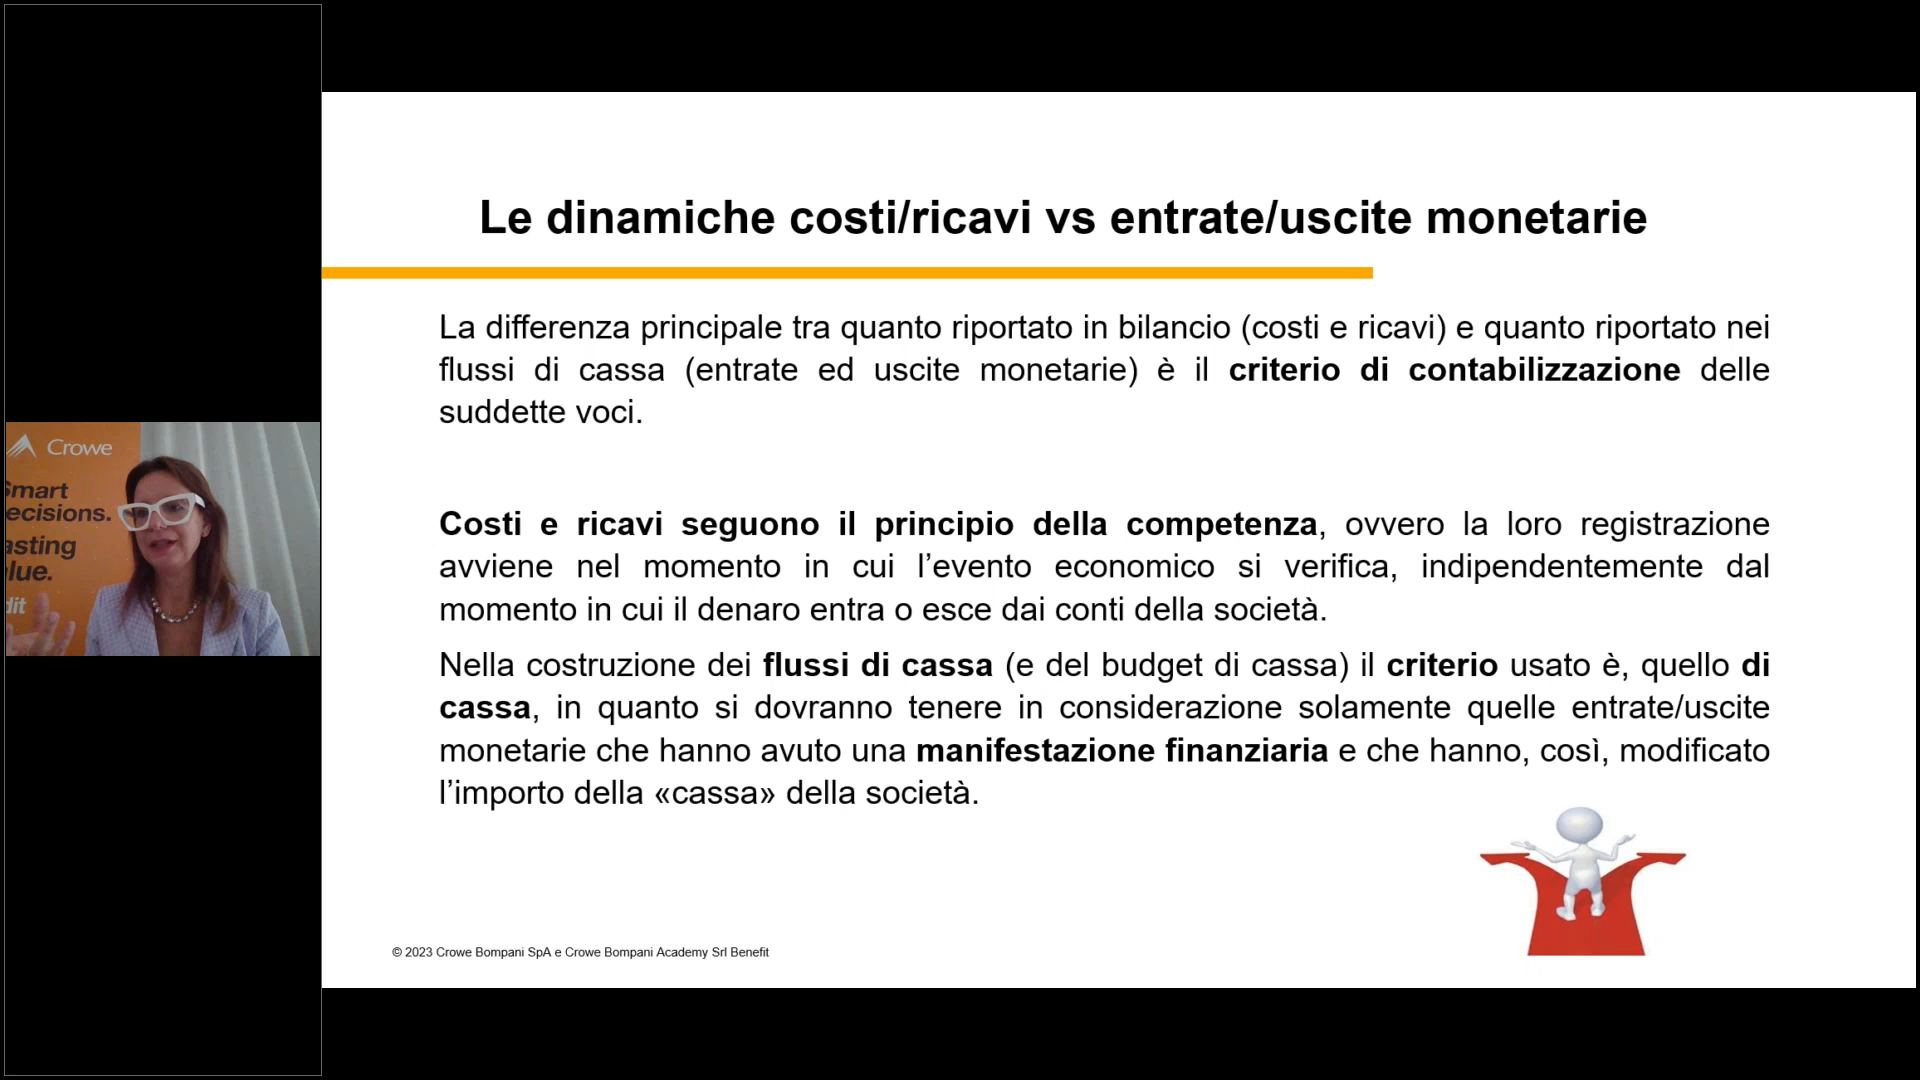 Le dinamiche costi/ricavi vs entrate/uscite monetarie
La differenza principale tra quanto riportato in bilancio (costi e ricavi) e quanto riportato nei
flussi di cassa (entrate ed uscite monetarie) è il criterio di contabilizzazione delle
suddette voci.
Costi e ricavi seguono il principio della competenza, ovvero la loro registrazione
avviene nel momento in cui l’evento economico si verifica, indipendentemente dal
momento in cui il denaro entra o esce dai conti della società.
Nella costruzione dei flussi di cassa (e del budget di cassa) il criterio usato è, quello di
cassa, in quanto si dovranno tenere in considerazione solamente quelle entrate/uscite
monetarie che hanno avuto una manifestazione finanziaria e che hanno, così, modificato
l’importo della «cassa» della società.
© 2023 Crowe Bompani SpA e Crowe Bompani Academy Srl Benefit
Crowe
Smart
ecisions.
asting
lue.
dit